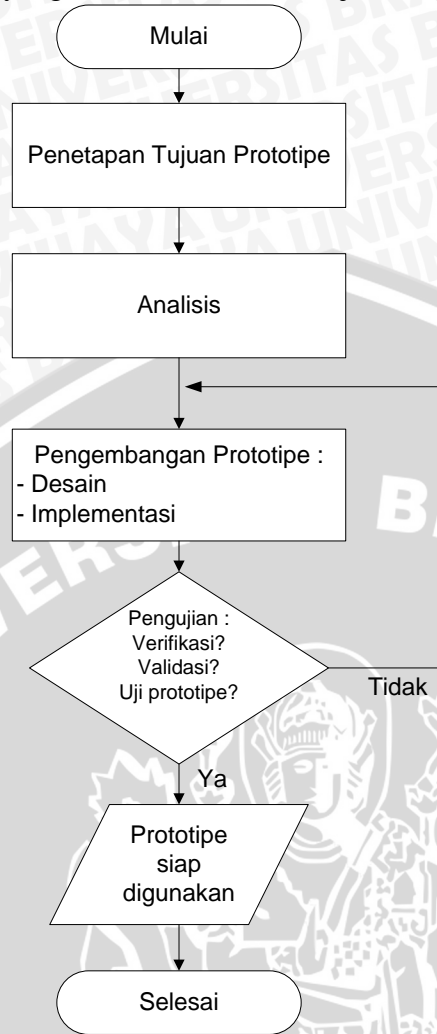 Mulai
Penetapan Tujuan Prototipe
Analisis
Pengembangan Prototipe :
- Desain
- Implementasi
Pengujian :
Verifikasi?
Validasi?
Uji prototipe?
Tidak
Ya
Prototipe
siap
digunakan
Selesai